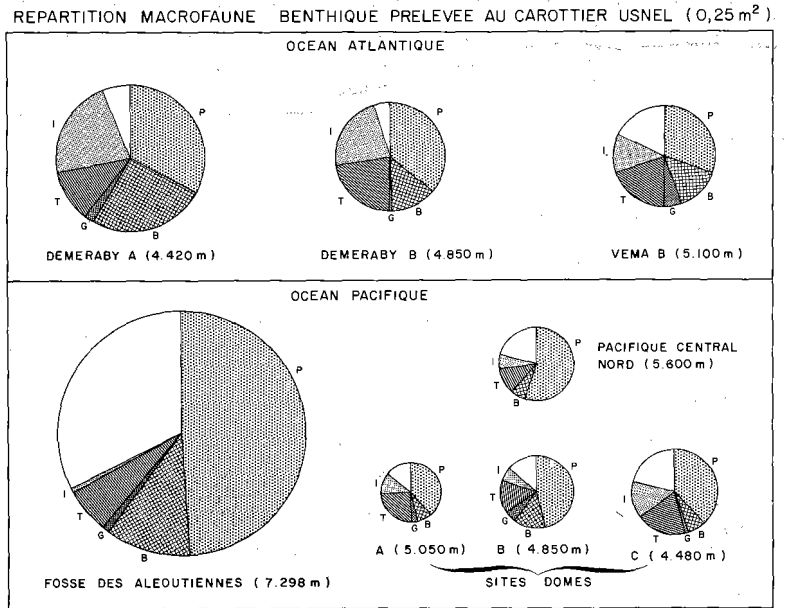 REPARTITION MACROFAUNE BENTHIQUE PRELEVEE AU CAROTTIER USNEL (0,25 m²)
OCEAN ATLANTIQUE
P
I
T
G
B
DEMERABY A (4.420 m)
P
I
T
G
B
DEMERABY B (4.850 m)
P
I
T
G
B
VEMA B (5.100 m)
OCEAN PACIFIQUE
P
I
T
G
B
FOSSE DES ALEOUTIENNES (7.298 m)
P
I
T
B
PACIFIQUE CENTRAL
NORD (5.600 m)
P
I
T
G
B
A (5.050 m)
P
I
T
G
B
B (4.850 m)
P
I
T
G
B
C (4.480 m)
SITES DOMES